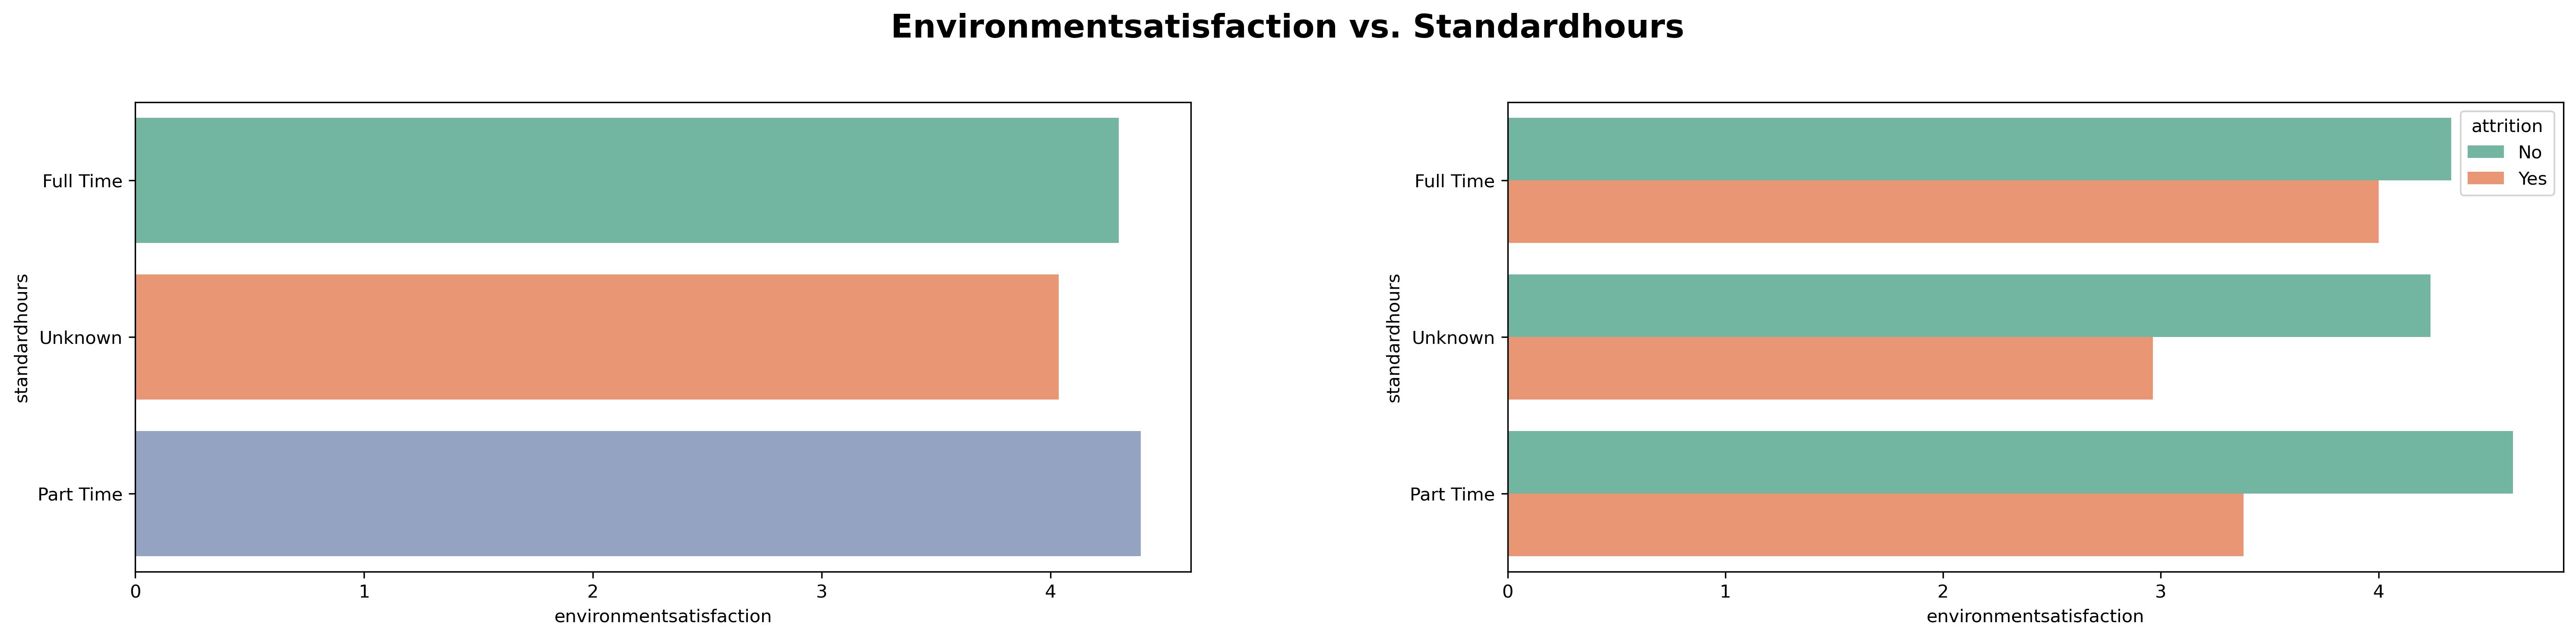 Environmentsatisfaction vs. Standardhours
standardhours
Full Time
Unknown
Part Time
0 1 2 3 4
environmentsatisfaction
standardhours
Full Time
Unknown
Part Time
0 1 2 3 4
environmentsatisfaction
attrition
No
Yes